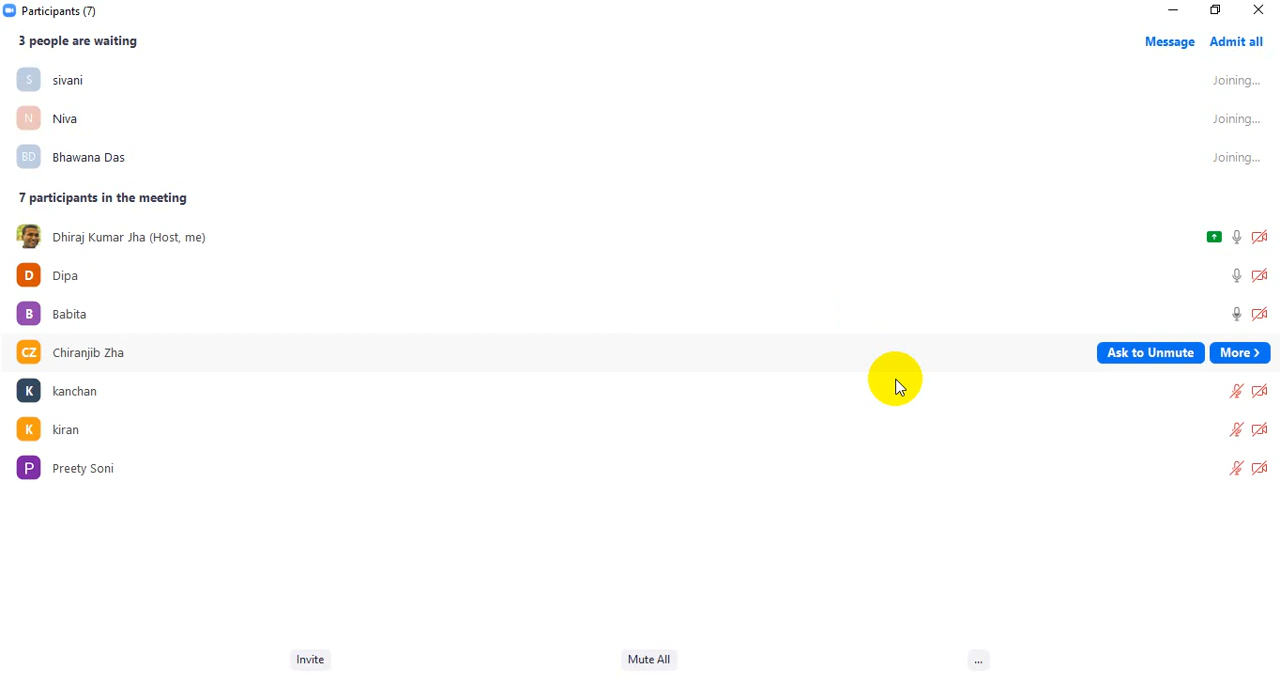 Participants (7)
3 people are waiting Message Admit all
S sivani Joining...
N Niva Joining...
BD Bhawana Das Joining...
7 participants in the meeting
Dhiraj Kumar Jha (Host, me)
D Dipa
B Babita
CZ Chiranjib Zha Ask to Unmute More >
K kanchan
K kiran
P Preety Soni
Invite Mute All ...